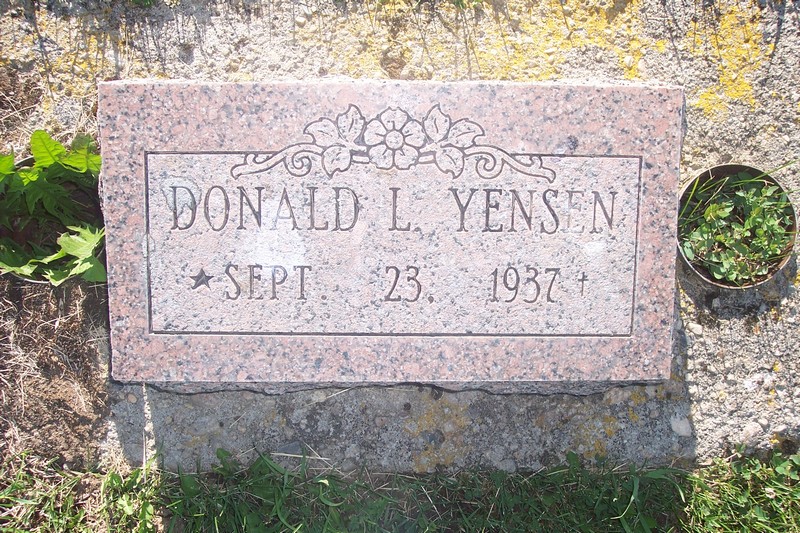 DONALD L. YENSEN
★SEPT. 23, 1937✝